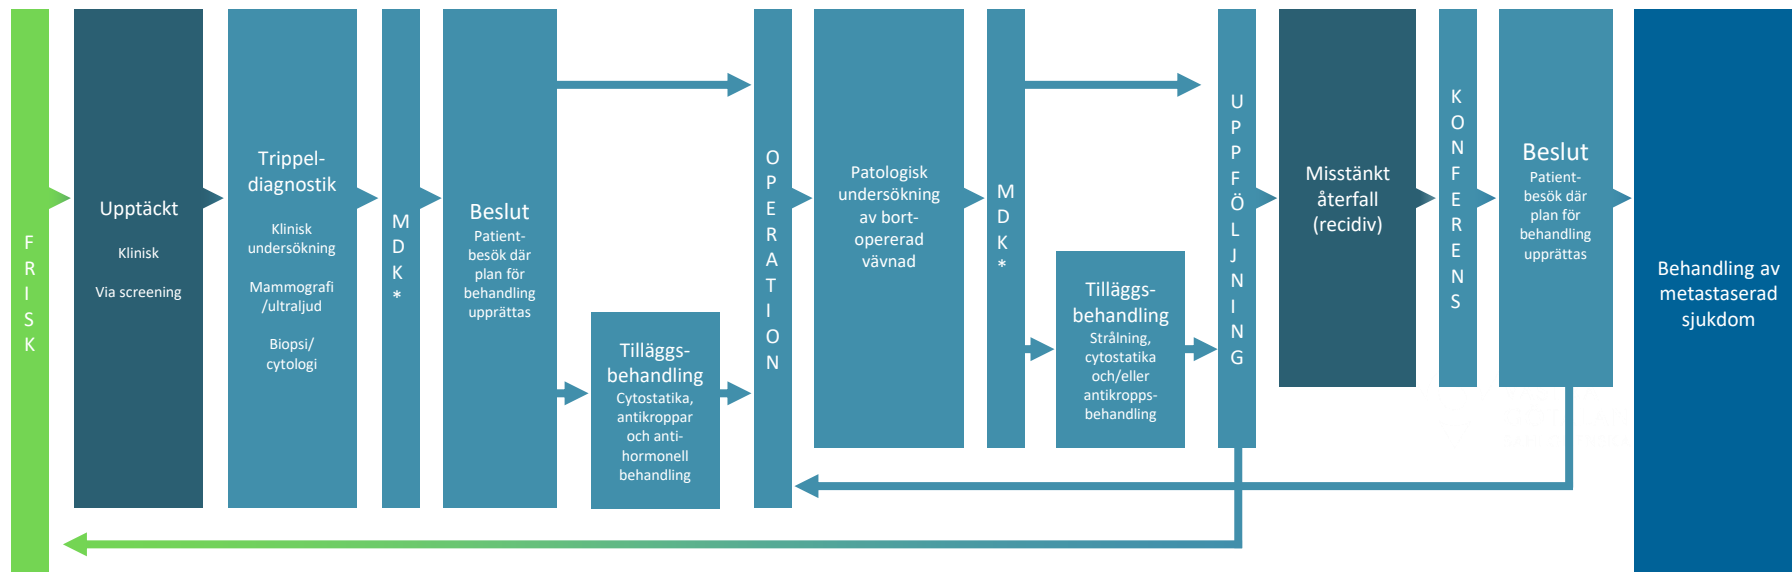 F
R
I
S
K
Upptäckt
Klinisk
Via screening
Trippel-
diagnostik
Klinisk
undersökning
Mammografi
/ultraljud
Biopsi/
cytologi
M
D
K
*
Beslut
Patient-
besök där
plan för
behandling
upprättas
Tilläggs-
behandling
Cytostatika,
antikroppar
och anti-
hormonell
behandling
O
P
E
R
A
T
I
O
N
Patologisk
undersökning
av bort-
opererad
vävnad
M
D
K
*
Tilläggs-
behandling
Strålning,
cytostatika
och/eller
antikropps-
behandling
U
P
P
F
Ö
L
J
N
I
N
G
Misstänkt
återfall
(recidiv)
K
O
N
F
E
R
E
N
S
Beslut
Patient-
besök där
plan för
behandling
upprättas
Behandling av
metastaserad
sjukdom